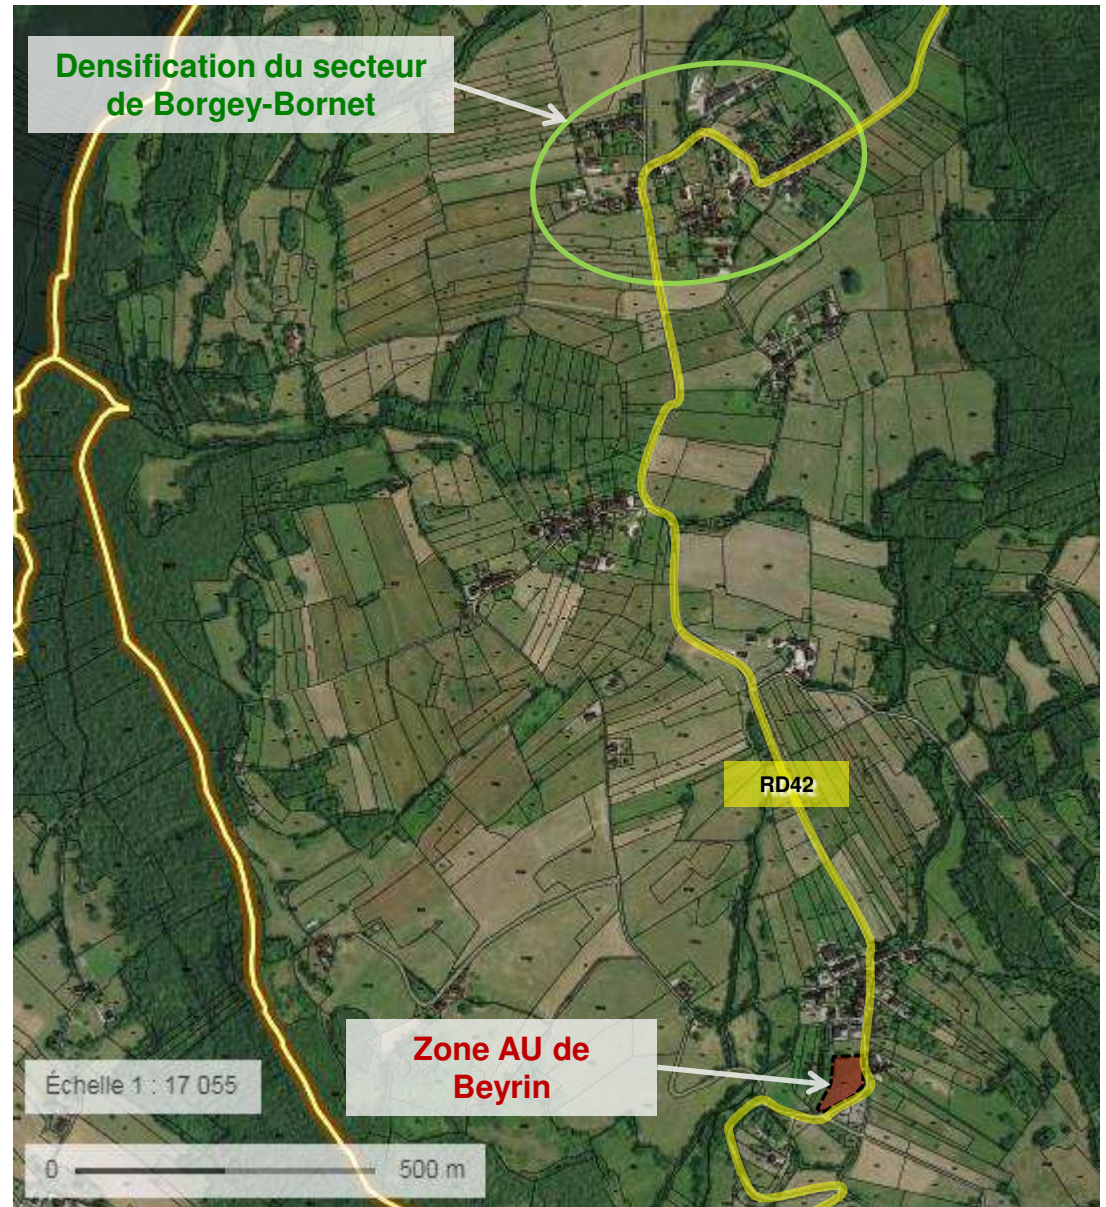 Densification du secteur
de Borgey-Bornet
RD42
Zone AU de
Beyrin
Échelle 1 : 17 055
0 500 m